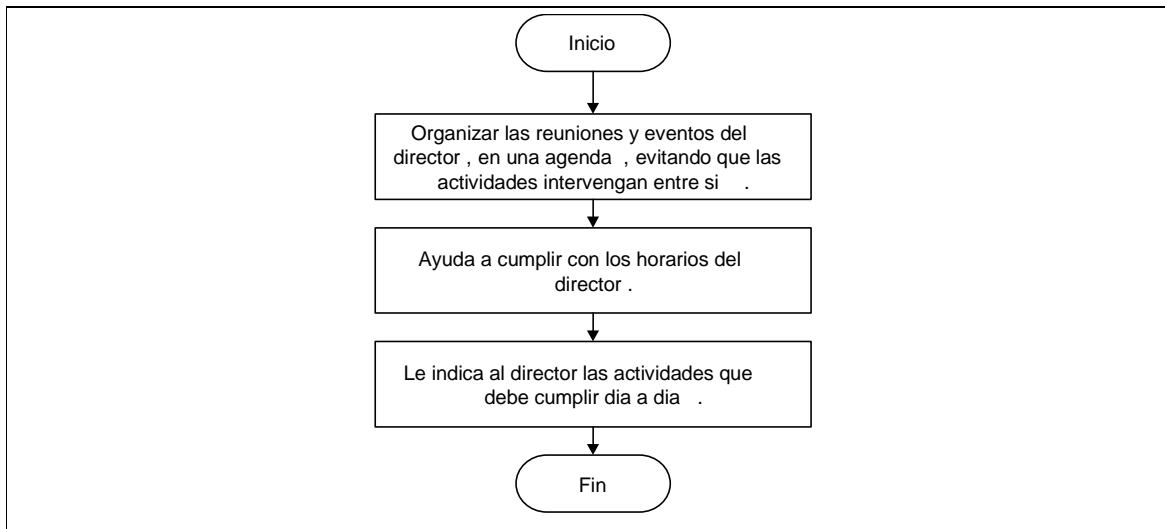 Inicio
Organizar las reuniones y eventos del
director , en una agenda , evitando que las
actividades intervengan entre si .
Ayuda a cumplir con los horarios del
director .
Le indica al director las actividades que
debe cumplir dia a dia .
Fin